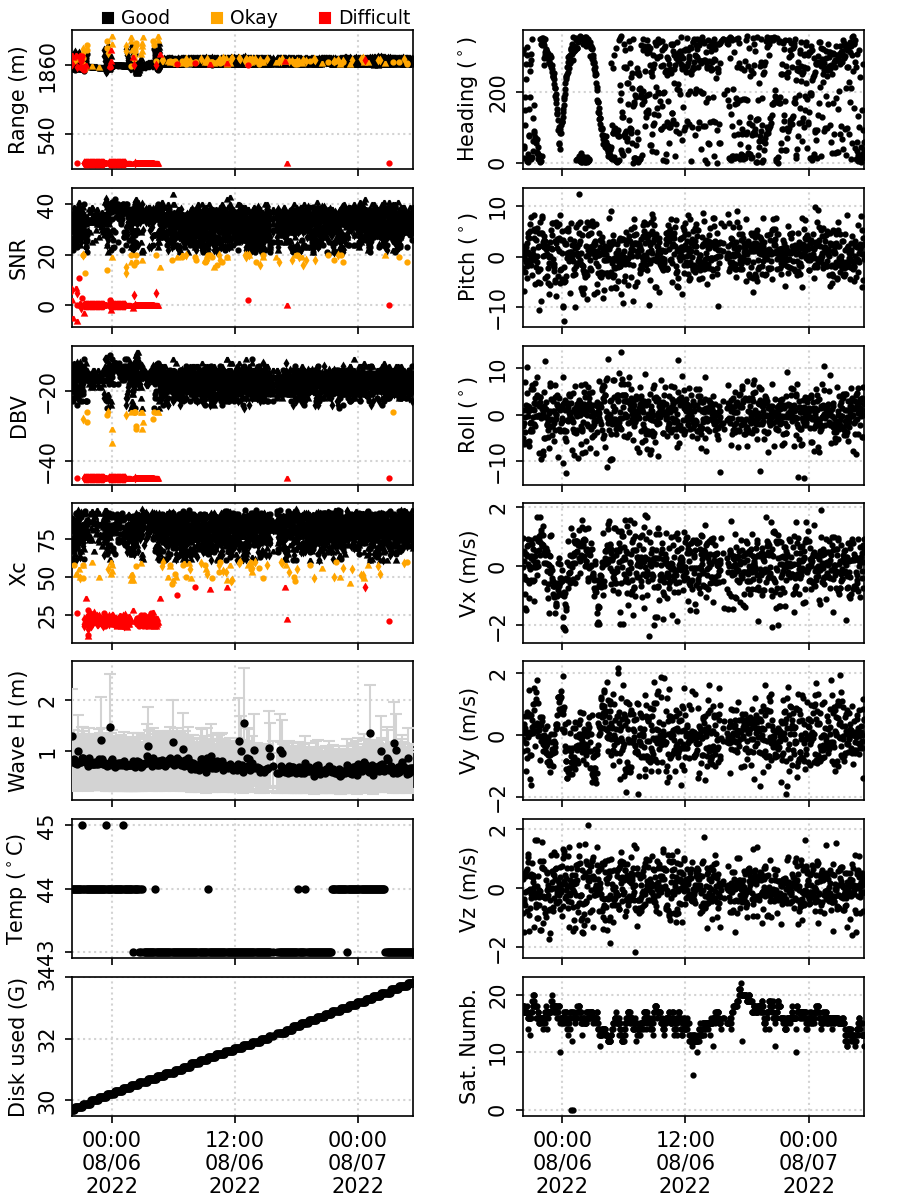 Good Okay Difficult
Range (m)
1860
540
Heading (°)
200
0
SNR
40
20
0
Pitch (°)
10
0
−10
DBV
−20
−40
Roll (°)
10
0
−10
Xc
75
50
25
Vx (m/s)
2
0
−2
Wave H (m)
2
1
Vy (m/s)
2
0
−2
Temp (°C)
45
44
43
Vz (m/s)
2
0
−2
Disk used (G)
34
32
30
Sat. Numb.
20
10
0
00:00 12:00 00:00
08/06 08/06 08/07
2022 2022 2022
00:00 12:00 00:00
08/06 08/06 08/07
2022 2022 2022